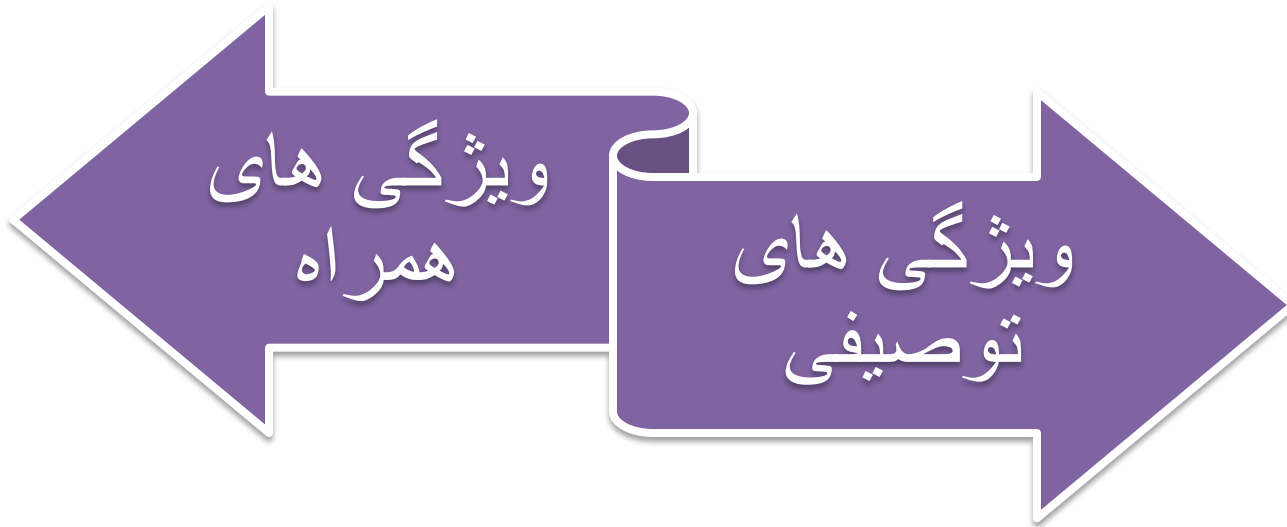 ویژگی های
توصیفی
ویژگی های
همراه